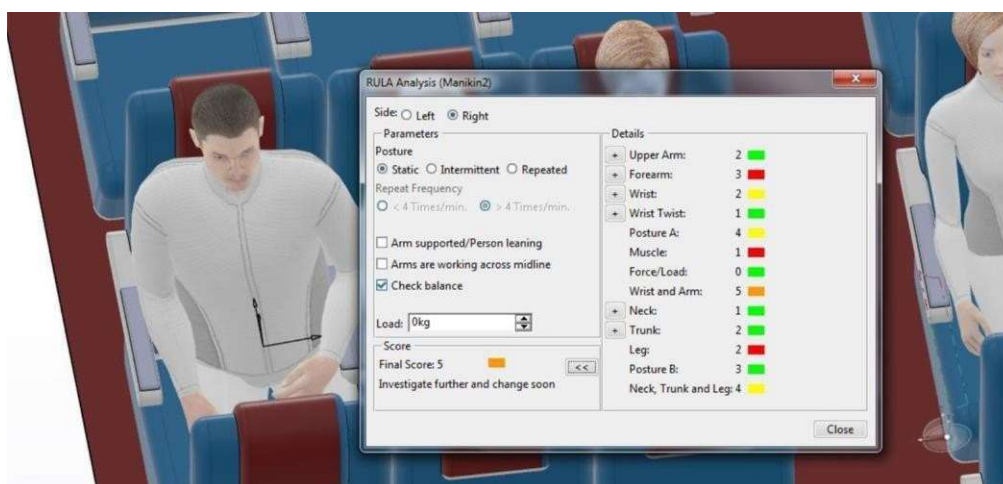 RULA Analysis (Manikin2)
Side: Left Right
Parameters
Posture
Static Intermittent Repeated
Repeat Frequency
< 4 Times/min. > 4 Times/min.
Arm supported/Person leaning
Arms are working across midline
Check balance
Load: 0kg
Score
Final Score: 5
<<
Investigate further and change soon
Details
+ Upper Arm: 2
+ Forearm: 3
+ Wrist: 2
+ Wrist Twist: 1
Posture A: 4
Muscle: 1
Force/Load: 0
Wrist and Arm: 5
+ Neck: 1
+ Trunk: 2
Leg: 2
Posture B: 3
Neck, Trunk and Leg: 4
Close